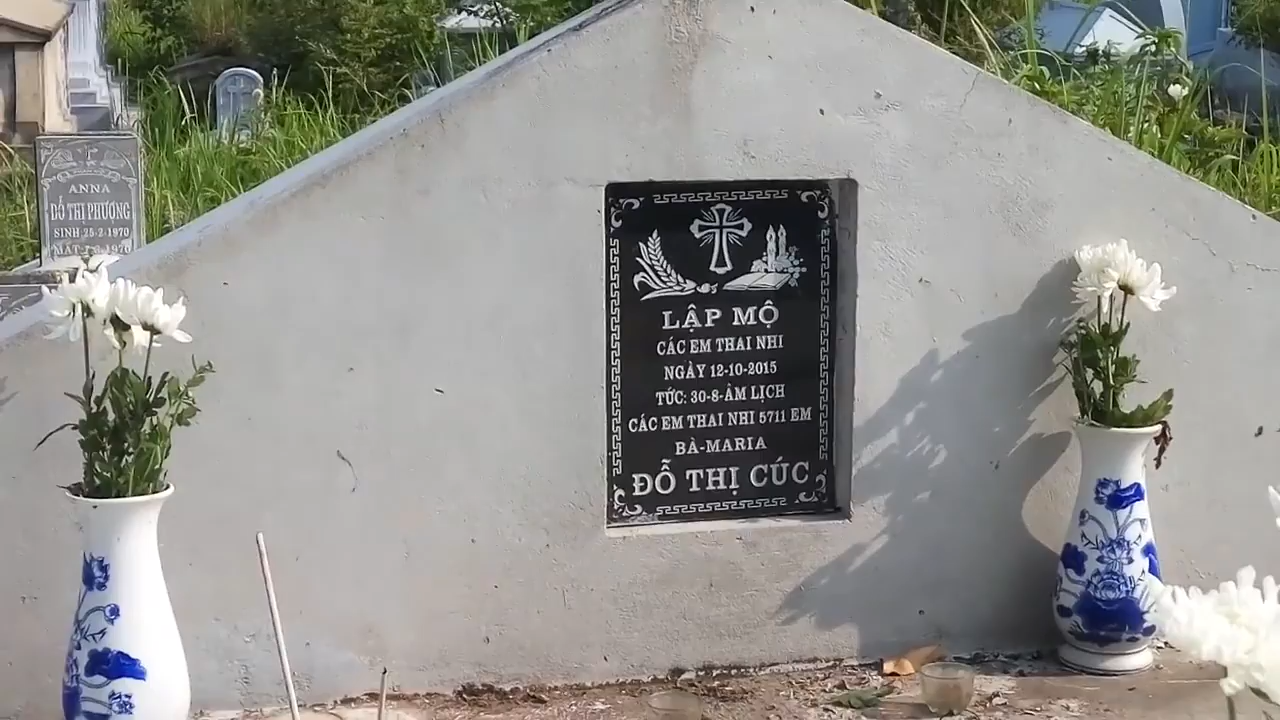 ANNA
ĐỖ THỊ PHƯỢNG
SINH 25-2-1970
LẬP MỘ
CÁC EM THAI NHI
NGÀY 12-10-2015
TỨC: 30-8-ÂM LỊCH
CÁC EM THAI NHI 5711 EM
BÀ-MARIA
ĐỖ THỊ CÚC